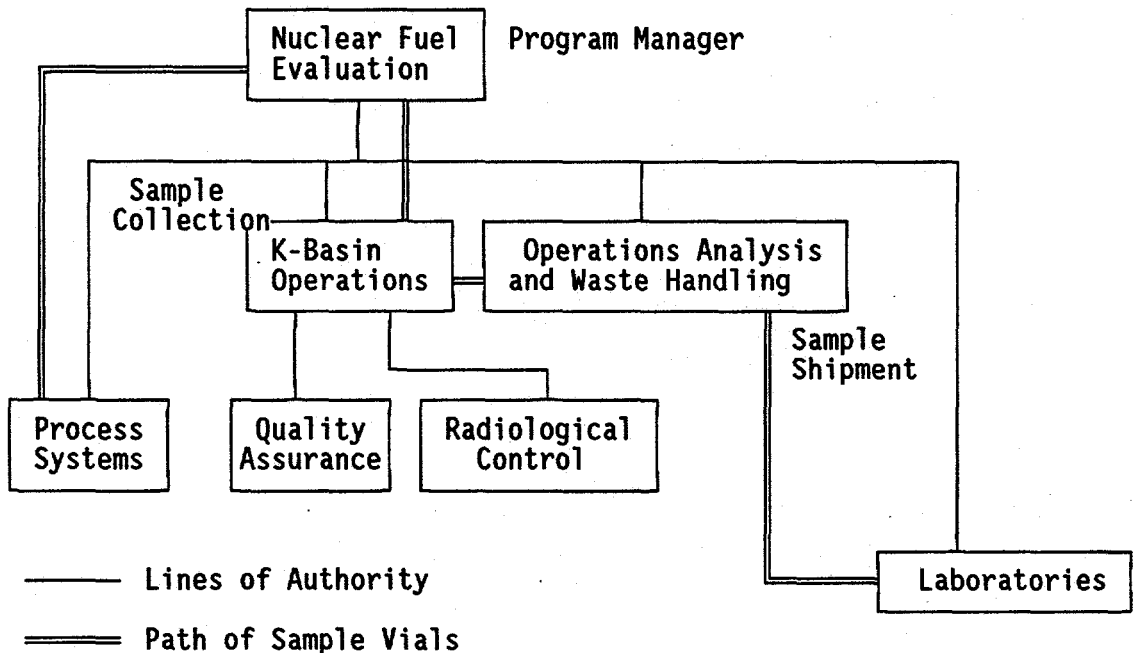 Nuclear Fuel
Evaluation
Program Manager
Sample
Collection
K-Basin
Operations
Operations Analysis
and Waste Handling
Sample
Shipment
Process
Systems
Quality
Assurance
Radiological
Control
Laboratories
Lines of Authority
Path of Sample Vials